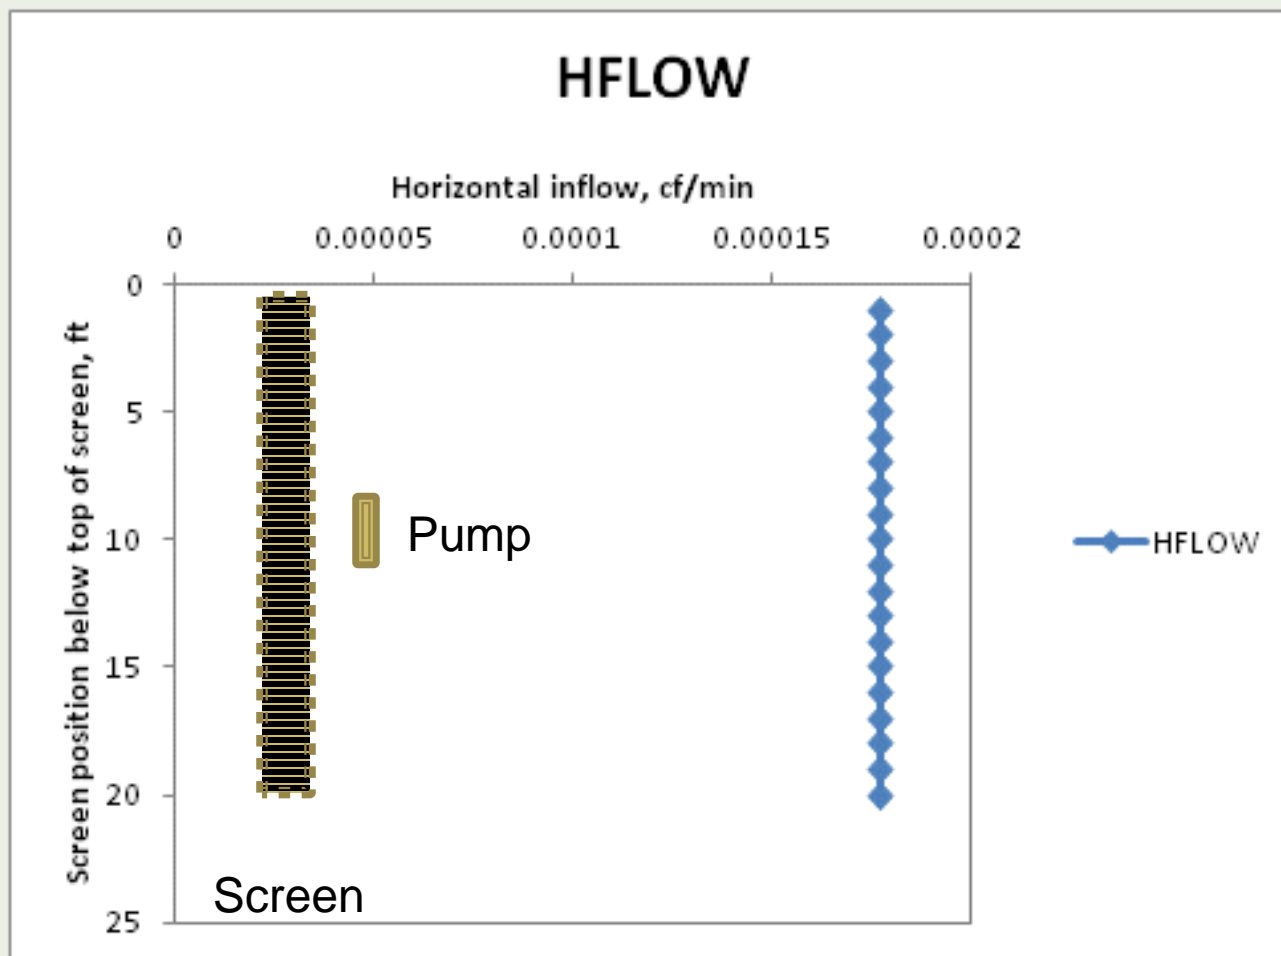 HFLOW
Horizontal inflow, cf/min
0 0.00005 0.0001 0.00015 0.0002
Screen position below top of screen, ft
0
5
10
15
20
25
Pump
Screen
HFLOW